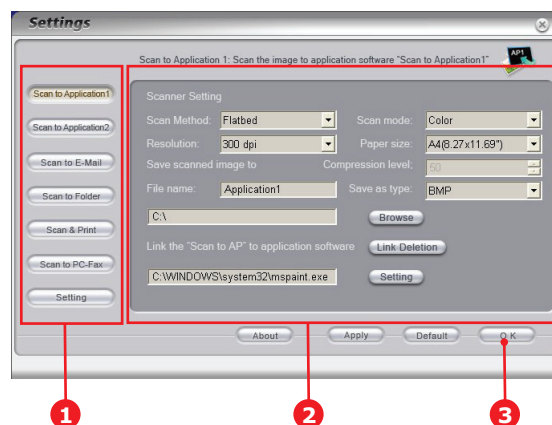 Settings
Scan to Application 1: Scan the image to application software "Scan to Application1"
AP1
Scan to Application1
Scan to Application2
Scan to E-Mail
Scan to Folder
Scan & Print
Scan to PC-Fax
Setting
Scanner Setting
Scan Method: Flatbed Scan mode: Color
Resolution: 300 dpi Paper size: A4(8.27x11.69")
Save scanned image to Compression level: 50
File name: Application1 Save as type: BMP
C:\ Browse
Link the "Scan to AP" to application software Link Deletion
C:\WINDOWS\system32\mspaint.exe Setting
About Apply Default O K
1 2 3